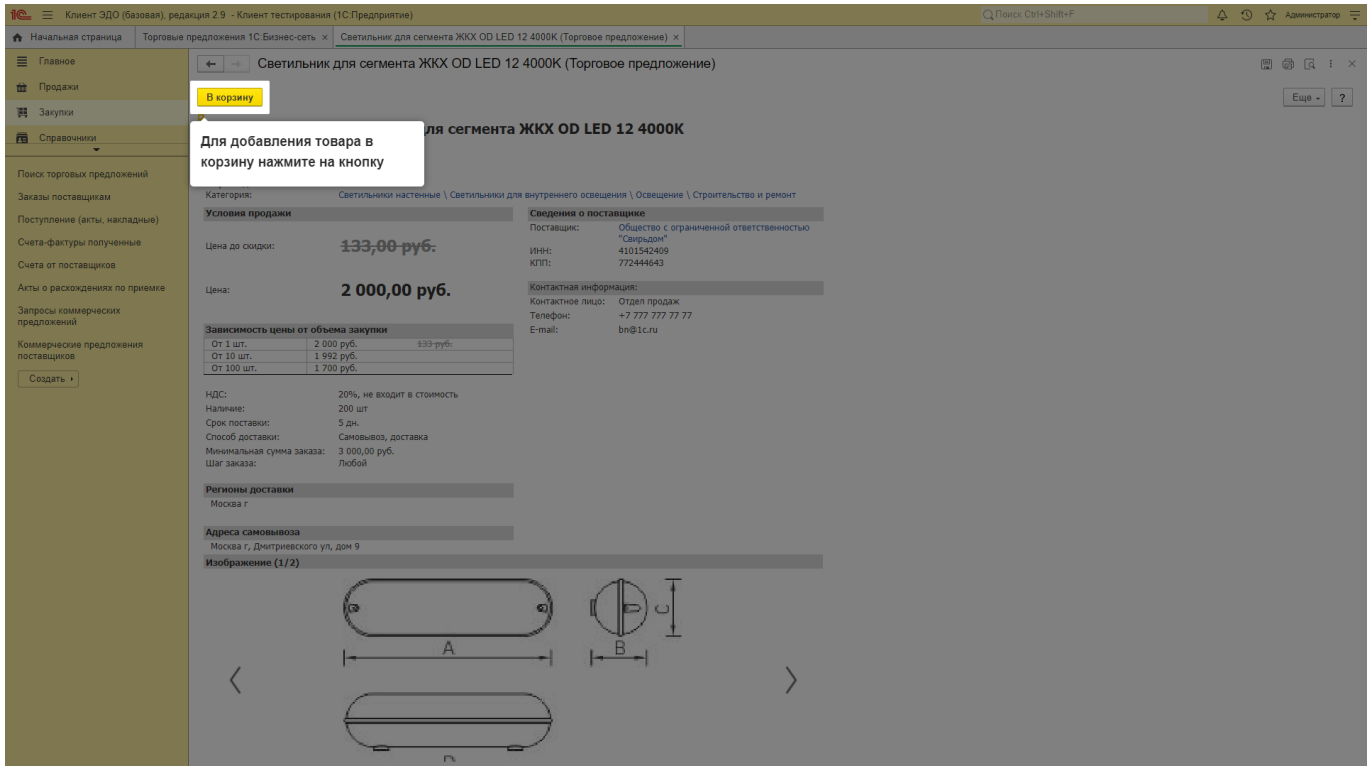 1С Клиент ЭДО (базовая), редакция 2.9 - Клиент тестирования (1С:Предприятие) Поиск Ctrl+Shift+F Администратор
Начальная страница Торговые предложения 1С:Бизнес-сеть × Светильник для сегмента ЖКХ OD LED 12 4000K (Торговое предложение) ×
Главное
Продажи
Закупки
Справочники
Поиск торговых предложений
Заказы поставщикам
Поступление (акты, накладные)
Счета-фактуры полученные
Счета от поставщиков
Акты о расхождениях по приемке
Запросы коммерческих
предложений
Коммерческие предложения
поставщиков
Создать
Светильник для сегмента ЖКХ OD LED 12 4000K (Торговое предложение)
В корзину
Еще ?
для сегмента ЖКХ OD LED 12 4000K
Для добавления товара в
корзину нажмите на кнопку
Категория: Светильники настенные \ Светильники для внутреннего освещения \ Освещение \ Строительство и ремонт
Условия продажи
Цена до скидки: 133,00 руб.
Цена: 2 000,00 руб.
Зависимость цены от объема закупки
От 1 шт. 2 000 руб. 133 руб.
От 10 шт. 1 992 руб.
От 100 шт. 1 700 руб.
НДС: 20%, не входит в стоимость
Наличие: 200 шт
Срок поставки: 5 дн.
Способ доставки: Самовывоз, доставка
Минимальная сумма заказа: 3 000,00 руб.
Шаг заказа: Любой
Регионы доставки
Москва г
Адреса самовывоза
Москва г, Дмитриевского ул, дом 9
Сведения о поставщике
Поставщик: Общество с ограниченной ответственностью
"Свирьдом"
ИНН: 4101542409
КПП: 772444643
Контактная информация:
Контактное лицо: Отдел продаж
Телефон: +7 777 777 77 77
E-mail: bn@1c.ru
Изображение (1/2)
A
B
C